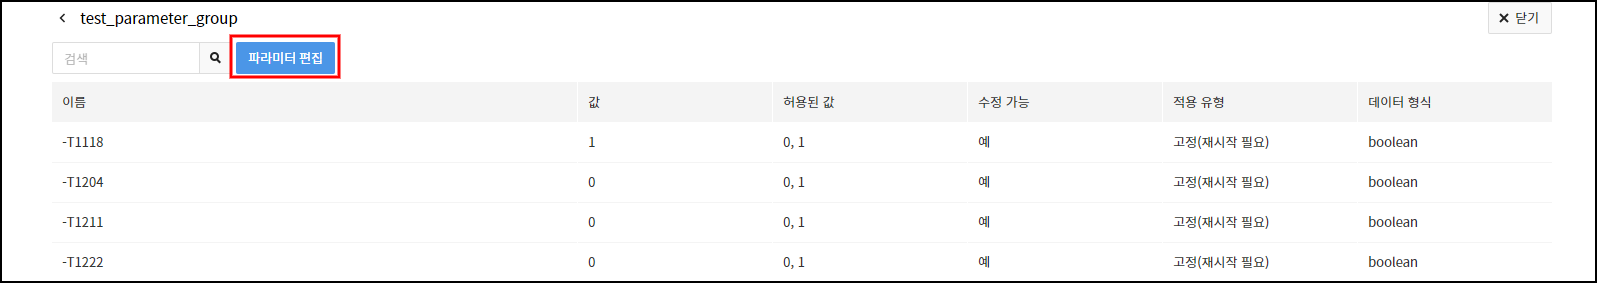 test_parameter_group
닫기
검색 파라미터 편집
이름 값 허용된 값 수정 가능 적용 유형 데이터 형식
-T1118 1 0, 1 예 고정(재시작 필요) boolean
-T1204 0 0, 1 예 고정(재시작 필요) boolean
-T1211 0 0, 1 예 고정(재시작 필요) boolean
-T1222 0 0, 1 예 고정(재시작 필요) boolean